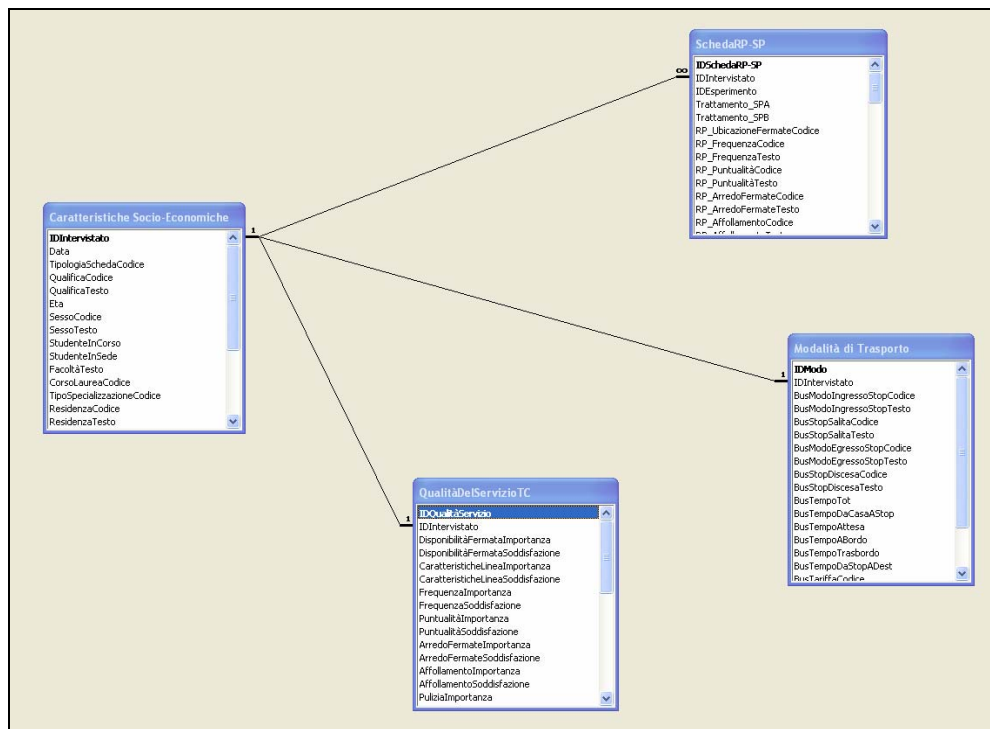 SchedaRP-SP
IDSchedaRP-SP
IDIntervistato
IDEsperimento
Trattamento_SPA
Trattamento_SPB
RP_UbicazioneFermateCodice
RP_FrequenzaCodice
RP_FrequenzaTesto
RP_PuntualitàCodice
RP_PuntualitàTesto
RP_ArredoFermateCodice
RP_ArredoFermateTesto
RP_AffollamentoCodice
RP_AffollamentoTesto
∞
Caratteristiche Socio-Economiche
IDIntervistato
Data
TipologiaSchedaCodice
QualificaCodice
QualificaTesto
Eta
SessoCodice
SessoTesto
StudenteInCorso
StudenteInSede
FacoltàTesto
CorsoLaureaCodice
TipoSpecializzazioneCodice
ResidenzaCodice
ResidenzaTesto
1
Modalità di Trasporto
IDModo
IDIntervistato
BusModoIngressoStopCodice
BusModoIngressoStopTesto
BusStopSalitaCodice
BusStopSalitaTesto
BusModoEgressoStopCodice
BusModoEgressoStopTesto
BusStopDiscesaCodice
BusStopDiscesaTesto
BusTempoTot
BusTempoDaCasaAStop
BusTempoAttesa
BusTempoABordo
BusTempoTrasbordo
BusTempoDaStopADest
BusTariffaCodice
1
QualitàDelServizioTC
IDQualitàServizio
IDIntervistato
DisponibilitàFermataImportanza
DisponibilitàFermataSoddisfazione
CaratteristicheLineaImportanza
CaratteristicheLineaSoddisfazione
FrequenzaImportanza
FrequenzaSoddisfazione
PuntualitàImportanza
PuntualitàSoddisfazione
ArredoFermateImportanza
ArredoFermateSoddisfazione
AffollamentoImportanza
AffollamentoSoddisfazione
PuliziaImportanza
1